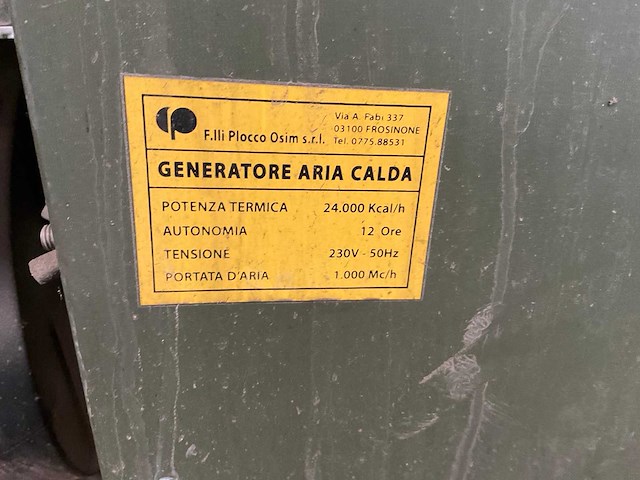 cp
F.lli Plocco Osim s.r.l.
Via A. Fabi 337
03100 FROSINONE
Tel. 0775.88531
GENERATORE ARIA CALDA
POTENZA TERMICA 24.000 Kcal/h
AUTONOMIA 12 Ore
TENSIONE 230V - 50Hz
PORTATA D'ARIA 1.000 Mc/h